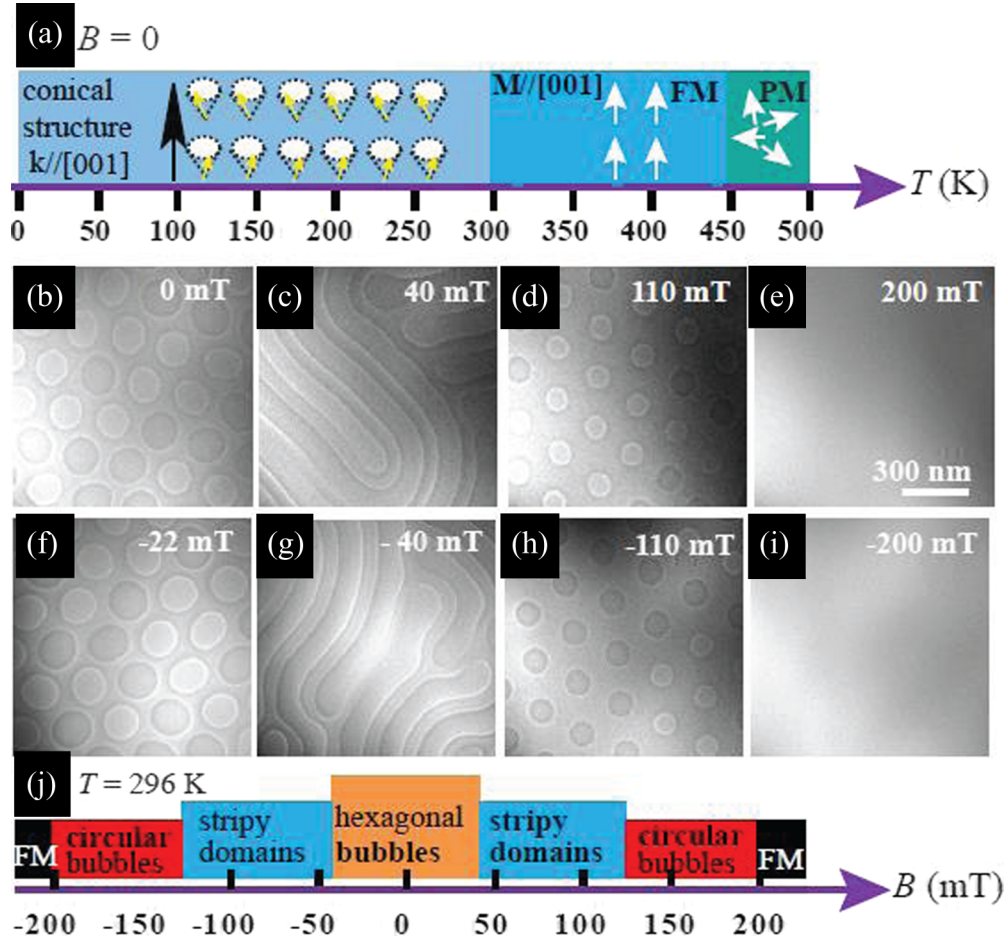 (a) B = 0
conical
structure
k//[001]
M//[001] FM PM
T (K)
0 50 100 150 200 250 300 350 400 450 500
(b) 0 mT (c) 40 mT (d) 110 mT (e) 200 mT
300 nm
(f) -22 mT (g) - 40 mT (h) -110 mT (i) -200 mT
(j) T = 296 K
FM circular bubbles stripy domains hexagonal bubbles stripy domains circular bubbles FM
B (mT)
-200 -150 -100 -50 0 50 100 150 200